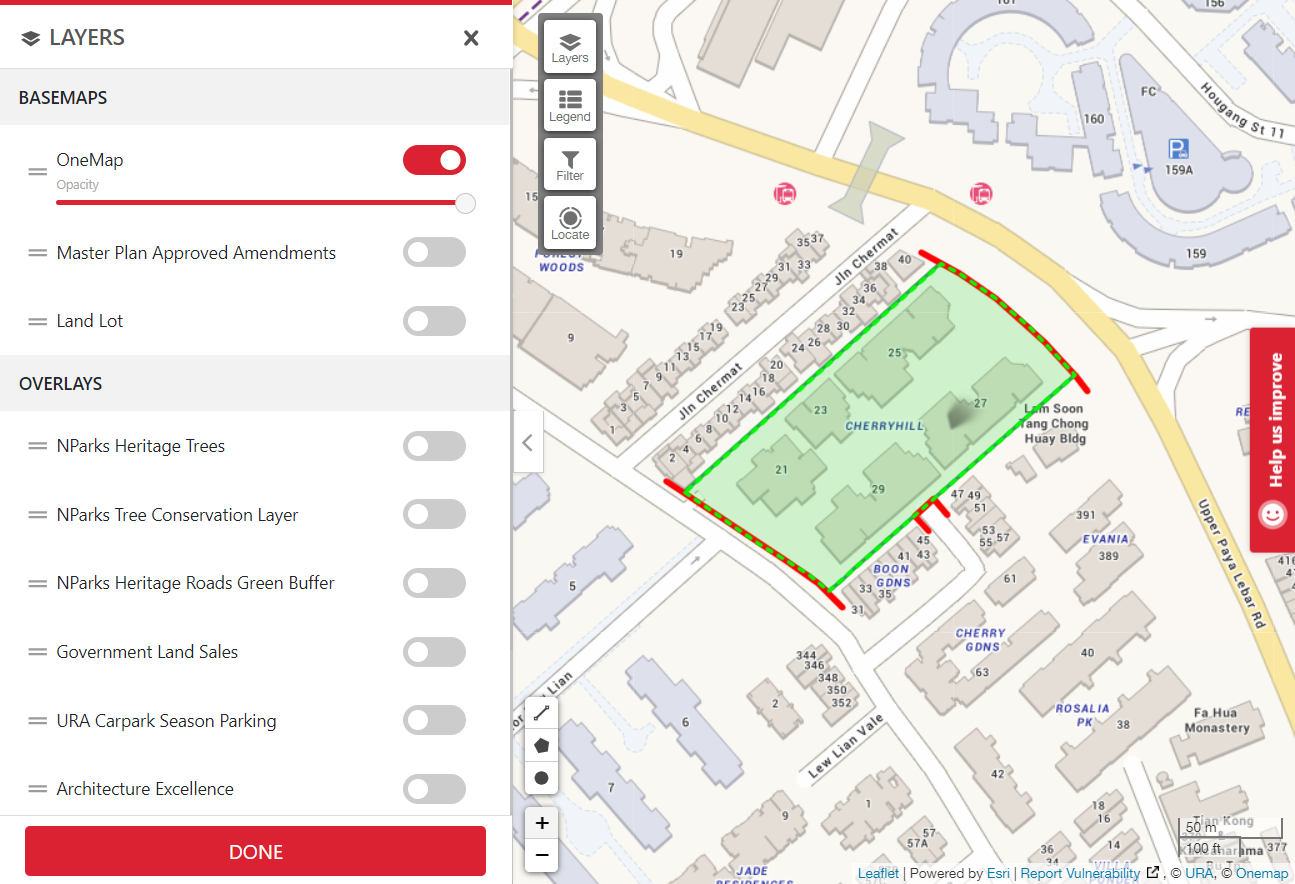 LAYERS
BASEMAPS
OneMap
Opacity
Master Plan Approved Amendments
Land Lot
OVERLAYS
NParks Heritage Trees
NParks Tree Conservation Layer
NParks Heritage Roads Green Buffer
Government Land Sales
URA Carpark Season Parking
Architecture Excellence
DONE
Layers
Legend
Filter
Locate
161
156
FC
160
Hougang St 11
159A
159
WOODS
19
9
Jln Chermat
35
37
31
33
29
27
25
23
19
17
15
13
11
9
7
5
3
1
40
38
36
34
32
30
28
26
24
20
18
16
14
12
10
8
6
4
2
Jln Chermat
25
27
23
CHERRYHILL
21
29
Lam Soon
Tang Chong
Huay Bldg
Help us improve
Upper Paya Lebar Rd
47
49
51
53
55
57
45
43
41
BOON
GDNS
33
35
31
391
EVANIA
389
61
CHERRY
GDNS
63
40
ROSALIA
PK
38
Fa Hua
Monastery
5
6
7
344
346
348
350
352
2
Lew Lian Vale
42
1
9
57
57A
18
16
14
36
34
377
Tian Kong
JADE
50 m
100 ft
Leaflet | Powered by Esri | Report Vulnerability , © URA, © Onemap